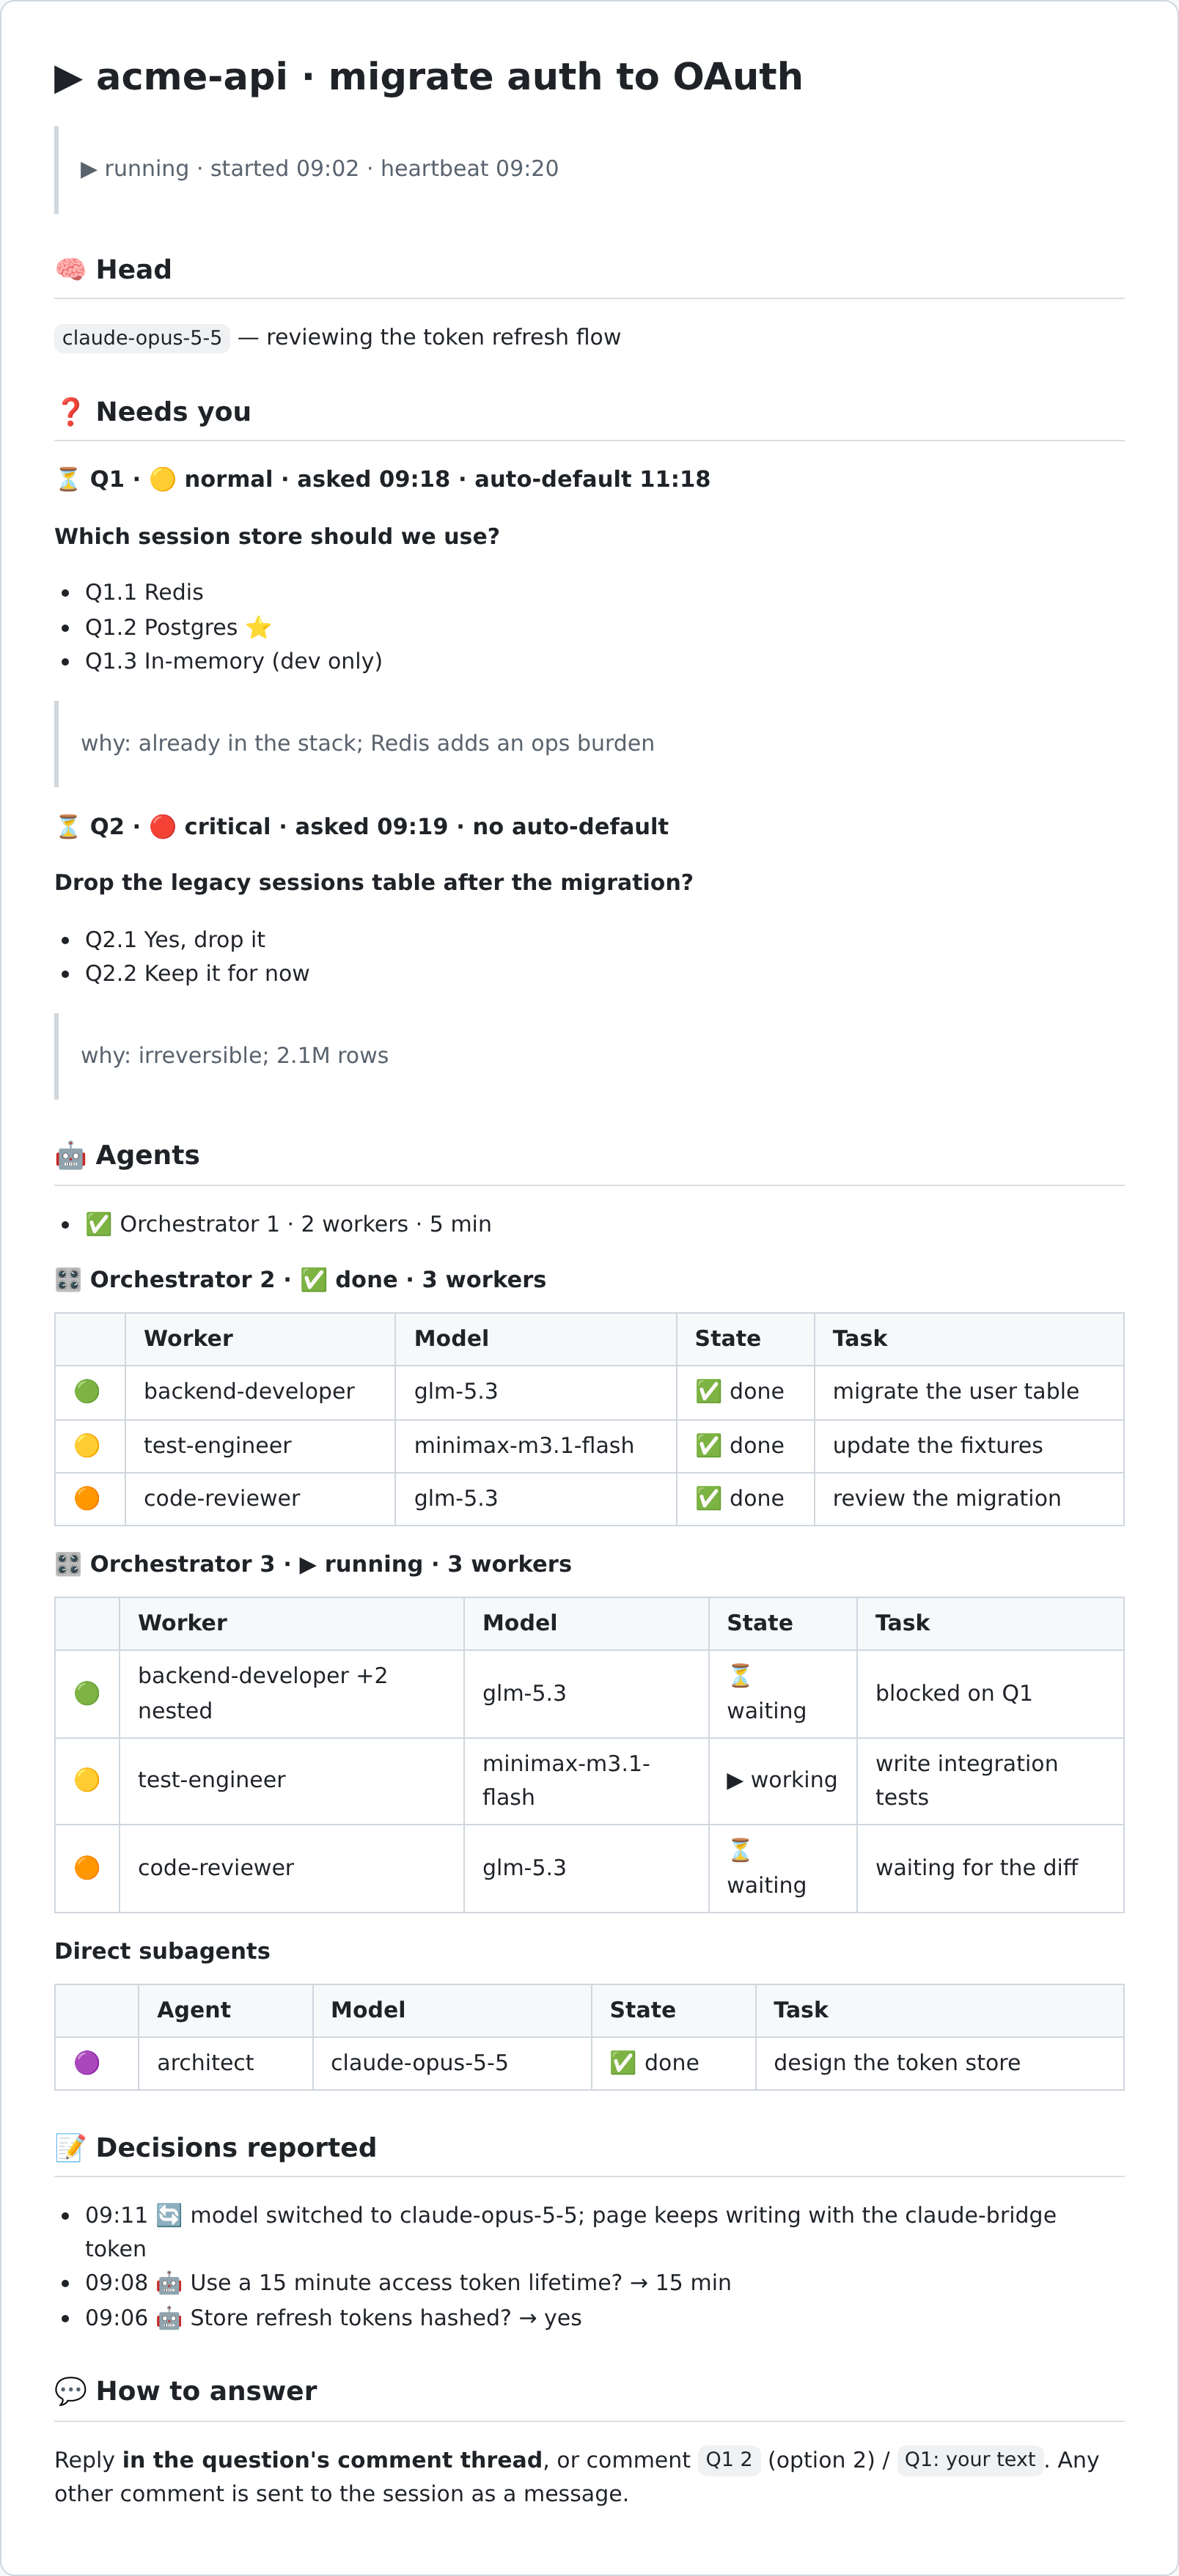 ▶ acme-api · migrate auth to OAuth
▶ running · started 09:02 · heartbeat 09:20
🧠 Head
claude-opus-5-5 — reviewing the token refresh flow
❓ Needs you
⏳ Q1 · 🟡 normal · asked 09:18 · auto-default 11:18
Which session store should we use?
• Q1.1 Redis
• Q1.2 Postgres ⭐
• Q1.3 In-memory (dev only)
why: already in the stack; Redis adds an ops burden
⏳ Q2 · 🔴 critical · asked 09:19 · no auto-default
Drop the legacy sessions table after the migration?
• Q2.1 Yes, drop it
• Q2.2 Keep it for now
why: irreversible; 2.1M rows
🤖 Agents
• ✅ Orchestrator 1 · 2 workers · 5 min
🎛️ Orchestrator 2 · ✅ done · 3 workers
Worker Model State Task
🟢 backend-developer glm-5.3 ✅ done migrate the user table
🟡 test-engineer minimax-m3.1-flash ✅ done update the fixtures
🟠 code-reviewer glm-5.3 ✅ done review the migration
🎛️ Orchestrator 3 · ▶ running · 3 workers
Worker Model State Task
🟢 backend-developer +2 nested glm-5.3 ⏳ waiting blocked on Q1
🟡 test-engineer minimax-m3.1-flash ▶ working write integration tests
🟠 code-reviewer glm-5.3 ⏳ waiting waiting for the diff
Direct subagents
Agent Model State Task
🟣 architect claude-opus-5-5 ✅ done design the token store
📝 Decisions reported
• 09:11 🔄 model switched to claude-opus-5-5; page keeps writing with the claude-bridge
token
• 09:08 🤖 Use a 15 minute access token lifetime? → 15 min
• 09:06 🤖 Store refresh tokens hashed? → yes
💬 How to answer
Reply in the question's comment thread, or comment Q1 2 (option 2) / Q1: your text. Any
other comment is sent to the session as a message.